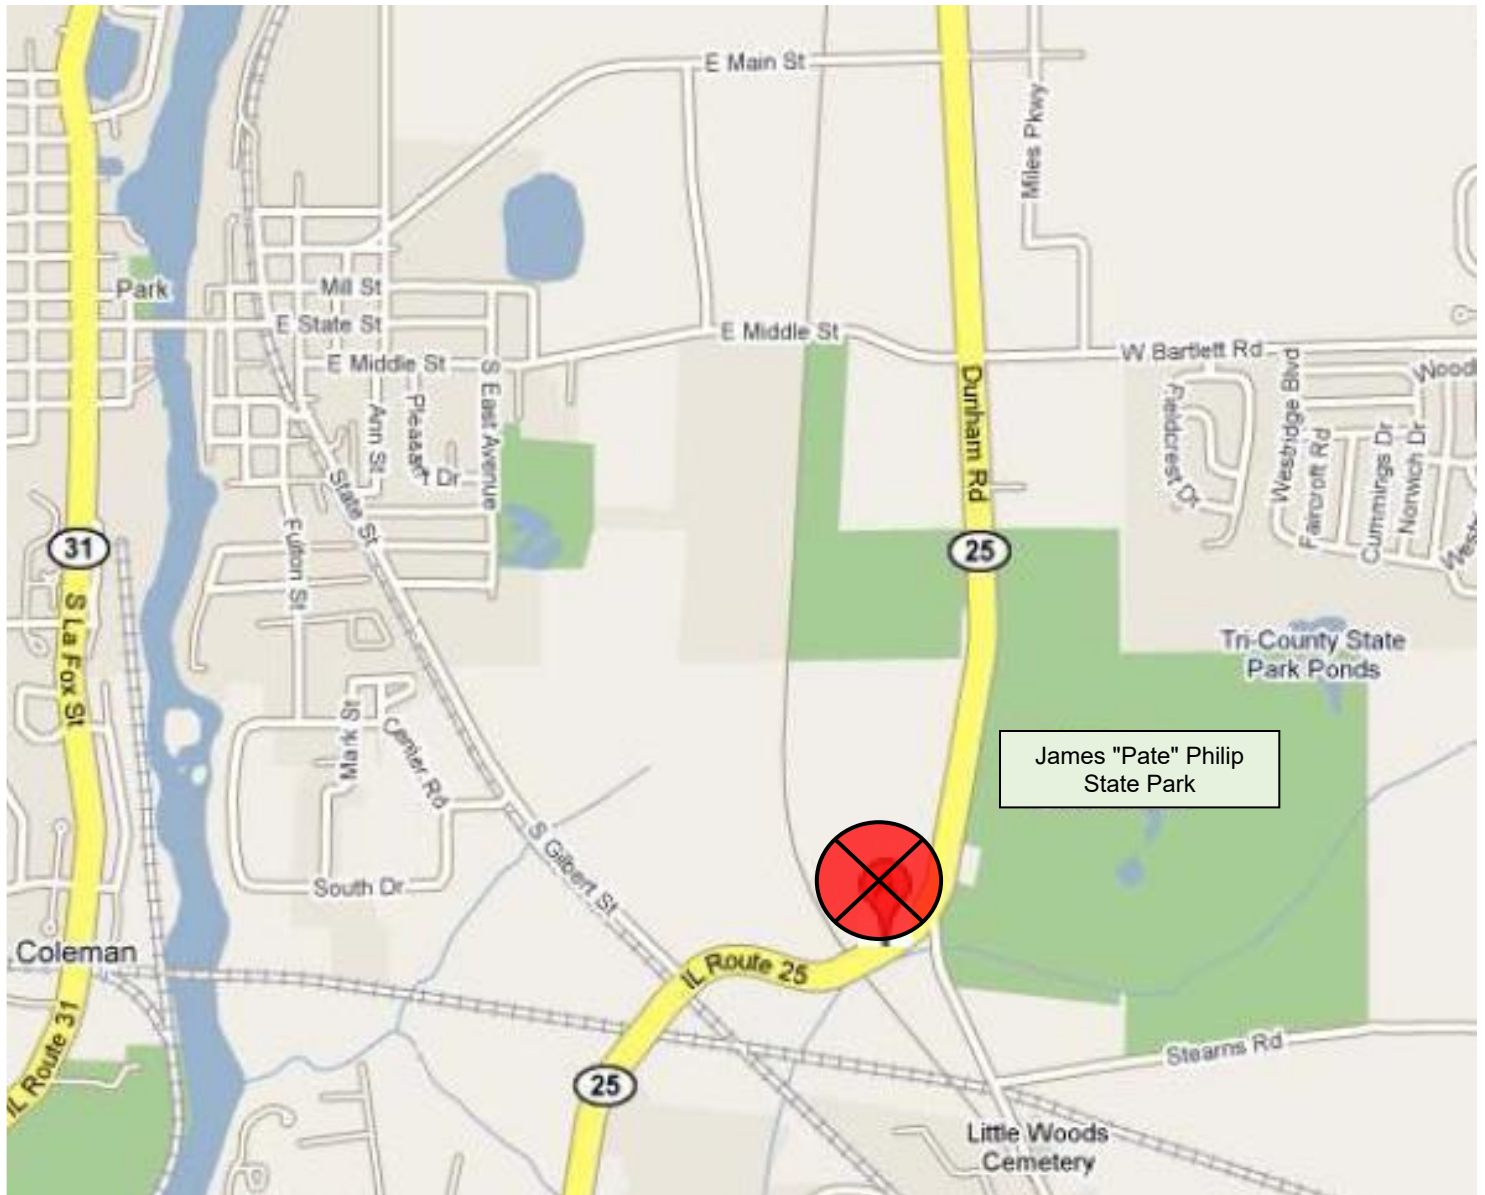 E Main St
Miles Pkwy
Park
Mill St
E State St
E Middle St
E Middle St
W Bartlett Rd
S East Avenue
Ann St
Pleasant Dr
Dunham Rd
Fieldcrest Dr
Westridge Blvd
Faircroft Rd
Cummings Dr
Norwich Dr
Wood
State St
Fulton St
31
25
S La Fox St
Tri-County State
Park Ponds
Mark St
Cenier Rd
James "Pate" Philip
State Park
S Gilbert St
South Dr
Coleman
IL Route 25
IL Route 31
Stearns Rd
25
Little Woods
Cemetery